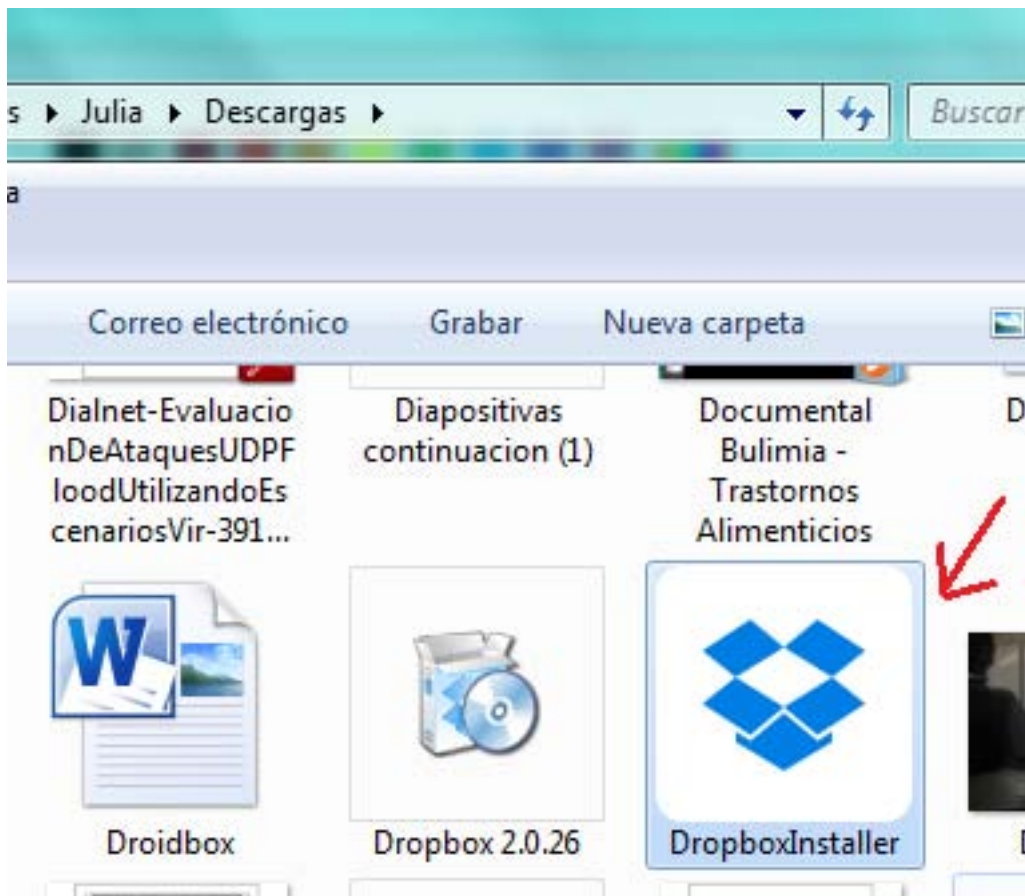 s ▸ Julia ▸ Descargas ▸
Buscar
a
Correo electrónico Grabar Nueva carpeta
Dialnet-Evaluacio
nDeAtaquesUDPF
loodUtilizandoEs
cenariosVir-391...
Diapositivas
continuacion (1)
Documental
Bulimia -
Trastornos
Alimenticios
D
Droidbox
Dropbox 2.0.26
DropboxInstaller